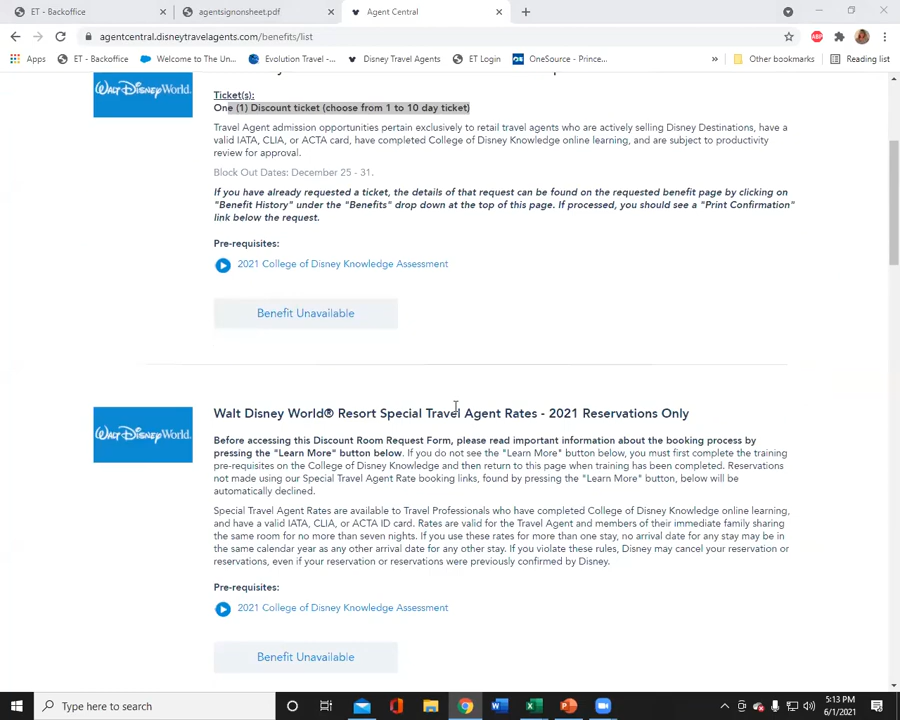 ET - Backoffice
agentsignonsheet.pdf
Agent Central
agentcentral.disneytravelagents.com/benefits/list
ABP
Apps
ET - Backoffice
Welcome to The Un...
Evolution Travel -...
Disney Travel Agents
ET Login
OneSource - Prince...
»
Other bookmarks
Reading list
Walt Disney World.
Ticket(s):
One (1) Discount ticket (choose from 1 to 10 day ticket)
Travel Agent admission opportunities pertain exclusively to retail travel agents who are actively selling Disney Destinations, have a
valid IATA, CLIA, or ACTA card, have completed College of Disney Knowledge online learning, and are subject to productivity
review for approval.
Block Out Dates: December 25 - 31.
If you have already requested a ticket, the details of that request can be found on the requested benefit page by clicking on
"Benefit History" under the "Benefits" drop down at the top of this page. If processed, you should see a "Print Confirmation"
link below the request.
Pre-requisites:
2021 College of Disney Knowledge Assessment
Benefit Unavailable
Walt Disney World.
Walt Disney World® Resort Special Travel Agent Rates - 2021 Reservations Only
Before accessing this Discount Room Request Form, please read important information about the booking process by
pressing the "Learn More" button below. If you do not see the "Learn More" button below, you must first complete the training
pre-requisites on the College of Disney Knowledge and then return to this page when training has been completed. Reservations
not made using our Special Travel Agent Rate booking links, found by pressing the "Learn More" button, below will be
automatically declined.
Special Travel Agent Rates are available to Travel Professionals who have completed College of Disney Knowledge online learning,
and have a valid IATA, CLIA, or ACTA ID card. Rates are valid for the Travel Agent and members of their immediate family sharing
the same room for no more than seven nights. If you use these rates for more than one stay, no arrival date for any stay may be in
the same calendar year as any other arrival date for any other stay. If you violate these rules, Disney may cancel your reservation or
reservations, even if your reservation or reservations were previously confirmed by Disney.
Pre-requisites:
2021 College of Disney Knowledge Assessment
Benefit Unavailable
Type here to search
5:13 PM
6/1/2021